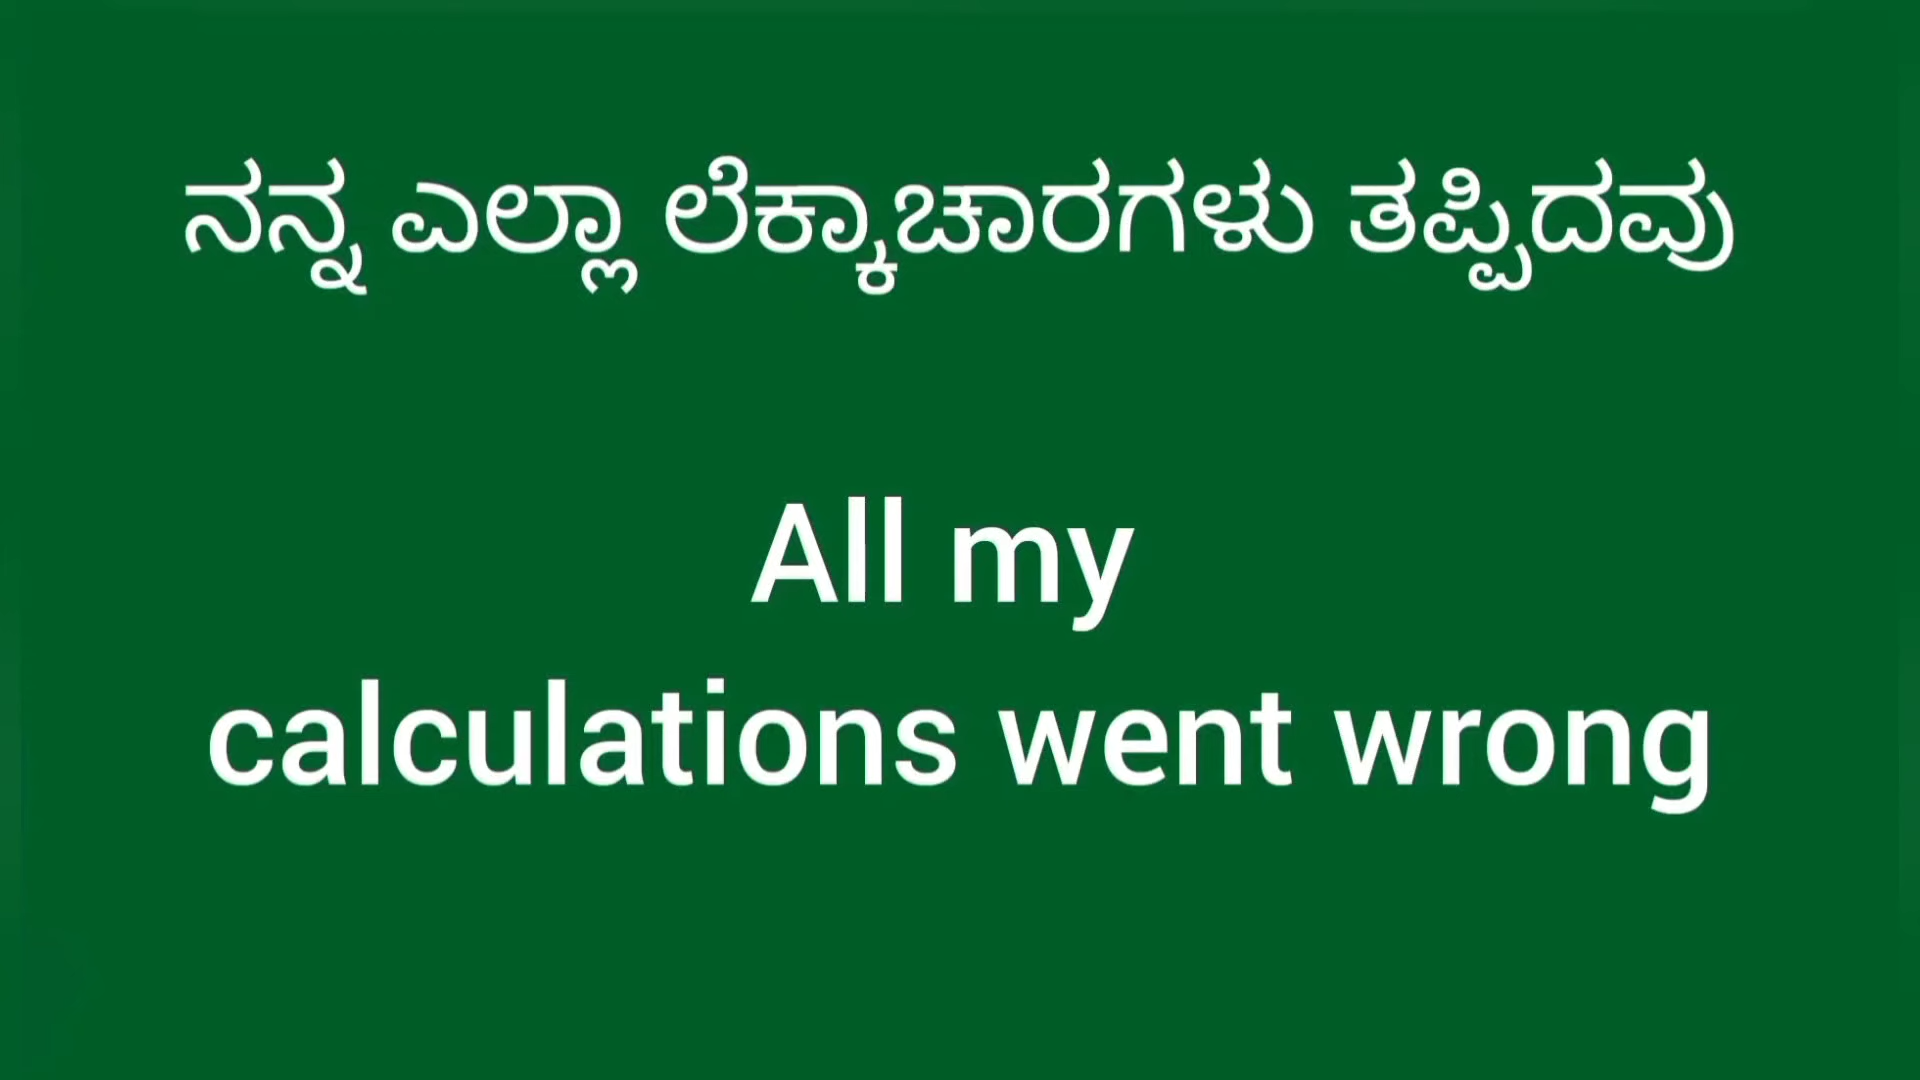 ನನ್ನ ಎಲ್ಲಾ ಲೆಕ್ಕಾಚಾರಗಳು ತಪ್ಪಿದವು
All my
calculations went wrong